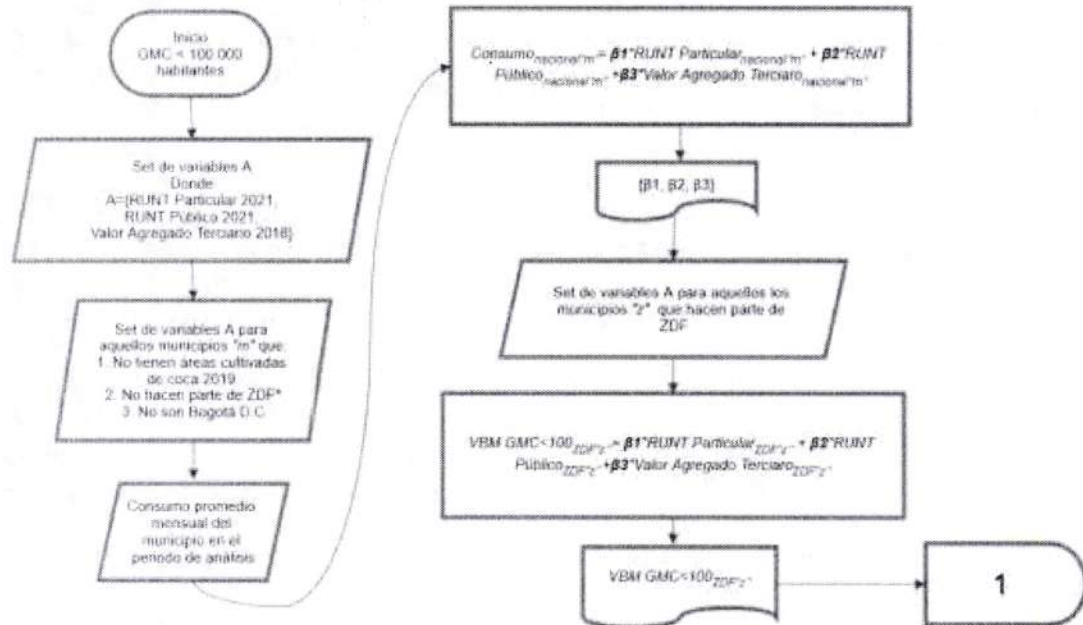 Inicio
GMC < 100.000
habitantes
Set de variables A
Donde
A={RUNT Particular 2021,
RUNT Público 2021,
Valor Agregado Terciario 2018}
Set de variables A para
aquellos municipios "m" que:
1. No tienen áreas cultivadas
de coca 2019
2. No hacen parte de ZDF*
3. No son Bogotá D.C.
Consumo promedio
mensual del
municipio en el
periodo de análisis
Consumo nacional"m" = β1*RUNT Particular nacional"m" + β2*RUNT
Público nacional"m" +β3*Valor Agregado Terciaro nacional"m"
{β1, β2, β3}
Set de variables A para aquellos los
municipios "z" que hacen parte de
ZDF
VBM GMC<100 ZDF"z" = β1*RUNT Particular ZDF"z" + β2*RUNT
Público ZDF"z" +β3*Valor Agregado Terciaro ZDF"z"
VBM GMC<100 ZDF"z"
1